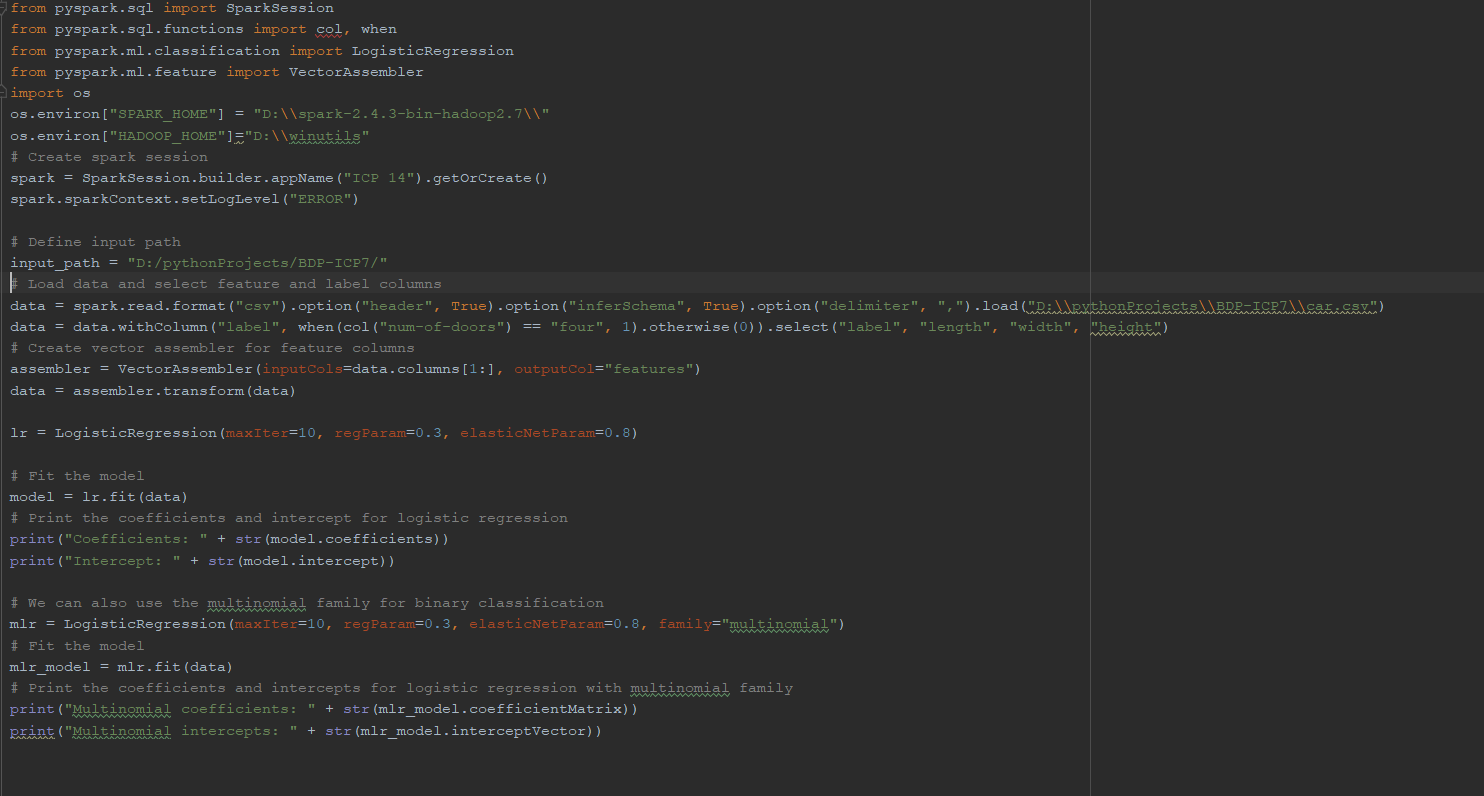 from pyspark.sql import SparkSession
from pyspark.sql.functions import col, when
from pyspark.ml.classification import LogisticRegression
from pyspark.ml.feature import VectorAssembler
import os
os.environ["SPARK_HOME"] = "D:\\spark-2.4.3-bin-hadoop2.7\\"
os.environ["HADOOP_HOME"]="D:\\winutils"
# Create spark session
spark = SparkSession.builder.appName("ICP 14").getOrCreate()
spark.sparkContext.setLogLevel("ERROR")

# Define input path
input_path = "D:/pythonProjects/BDP-ICP7/"
# Load data and select feature and label columns
data = spark.read.format("csv").option("header", True).option("inferSchema", True).option("delimiter", ",").load("D:\\pythonProjects\\BDP-ICP7\\car.csv")
data = data.withColumn("label", when(col("num-of-doors") == "four", 1).otherwise(0)).select("label", "length", "width", "height")
# Create vector assembler for feature columns
assembler = VectorAssembler(inputCols=data.columns[1:], outputCol="features")
data = assembler.transform(data)

lr = LogisticRegression(maxIter=10, regParam=0.3, elasticNetParam=0.8)

# Fit the model
model = lr.fit(data)
# Print the coefficients and intercept for logistic regression
print("Coefficients: " + str(model.coefficients))
print("Intercept: " + str(model.intercept))

# We can also use the multinomial family for binary classification
mlr = LogisticRegression(maxIter=10, regParam=0.3, elasticNetParam=0.8, family="multinomial")
# Fit the model
mlr_model = mlr.fit(data)
# Print the coefficients and intercepts for logistic regression with multinomial family
print("Multinomial coefficients: " + str(mlr_model.coefficientMatrix))
print("Multinomial intercepts: " + str(mlr_model.interceptVector))